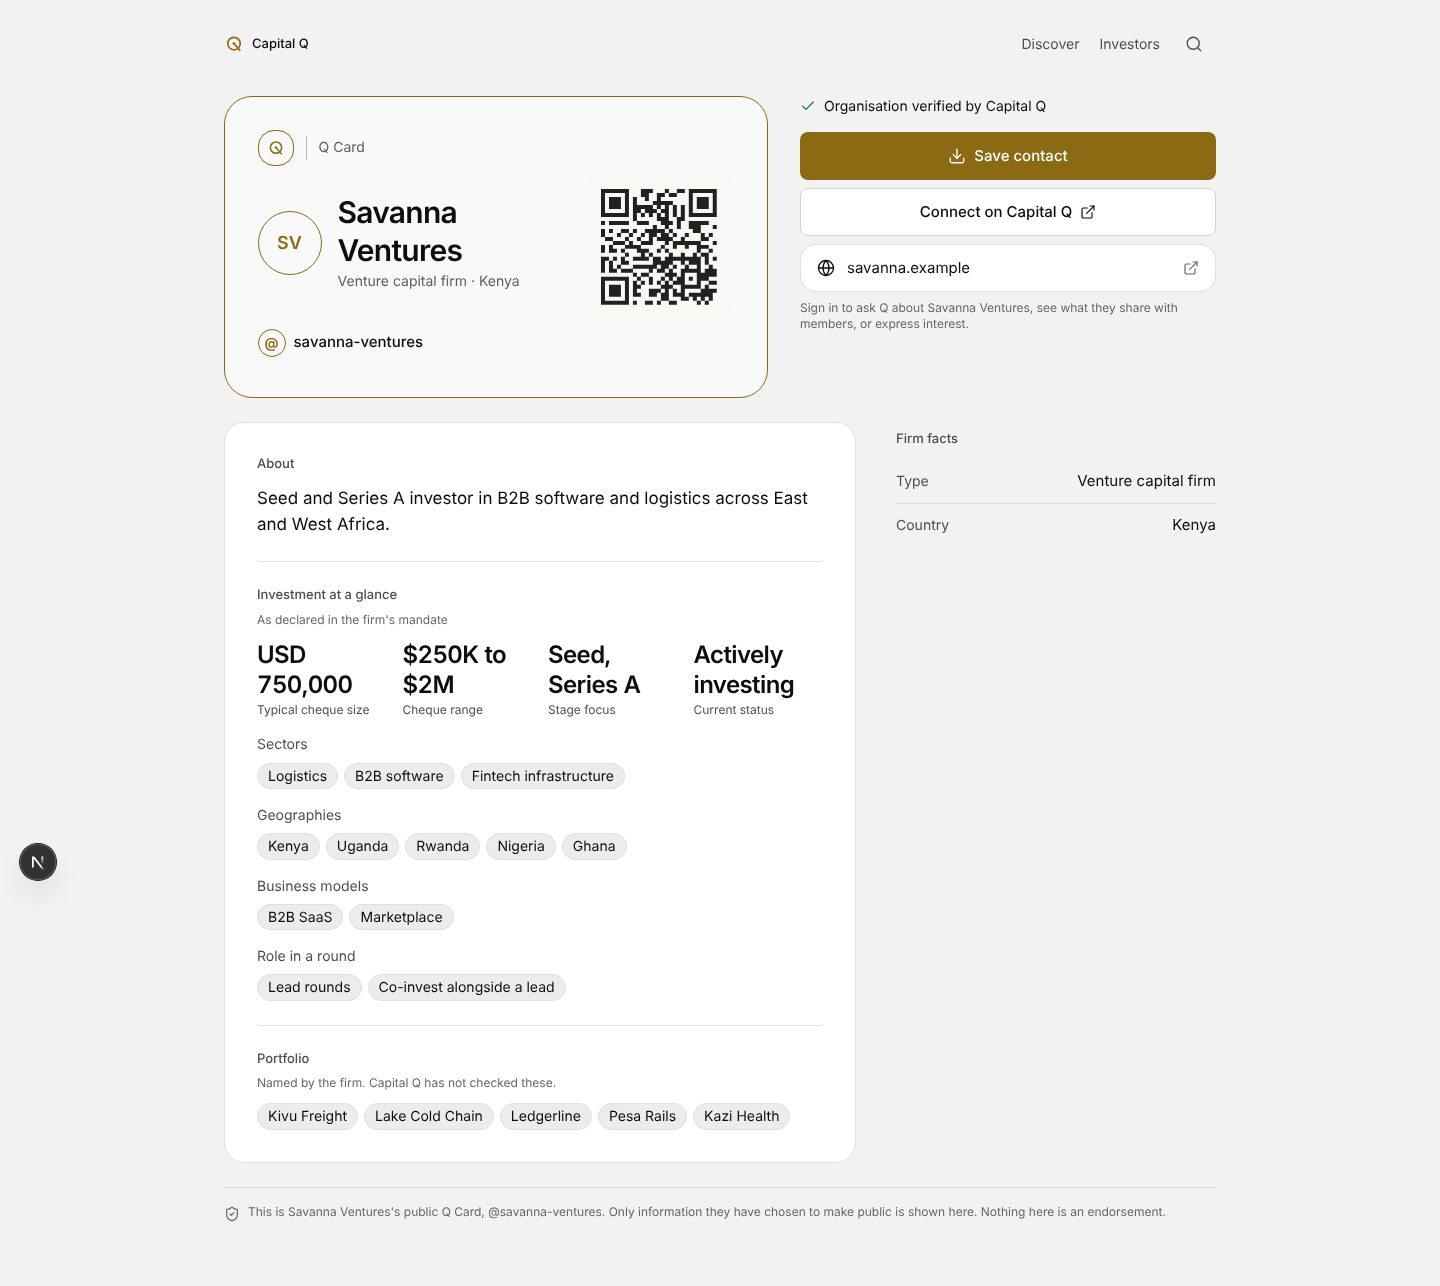 Capital Q
Discover
Investors
Q Card
SV
Savanna
Ventures
Venture capital firm · Kenya
@ savanna-ventures
Organisation verified by Capital Q
Save contact
Connect on Capital Q
savanna.example
Sign in to ask Q about Savanna Ventures, see what they share with
members, or express interest.
About
Seed and Series A investor in B2B software and logistics across East
and West Africa.
Investment at a glance
As declared in the firm's mandate
USD
750,000
Typical cheque size
$250K to
$2M
Cheque range
Seed,
Series A
Stage focus
Actively
investing
Current status
Sectors
Logistics
B2B software
Fintech infrastructure
Geographies
Kenya
Uganda
Rwanda
Nigeria
Ghana
Business models
B2B SaaS
Marketplace
Role in a round
Lead rounds
Co-invest alongside a lead
Portfolio
Named by the firm. Capital Q has not checked these.
Kivu Freight
Lake Cold Chain
Ledgerline
Pesa Rails
Kazi Health
Firm facts
Type
Venture capital firm
Country
Kenya
N
This is Savanna Ventures's public Q Card, @savanna-ventures. Only information they have chosen to make public is shown here. Nothing here is an endorsement.